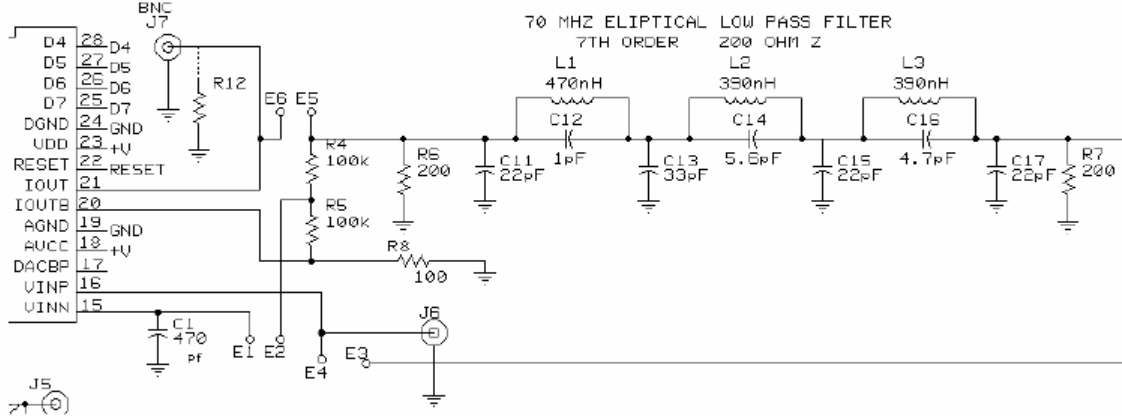 BNC
J7
70 MHZ ELIPTICAL LOW PASS FILTER
7TH ORDER 200 OHM Z
D4 28 D4
D5 27 D5
D6 26 D6
D7 25 D7
DGND 24 GND
VDD 23 +V
RESET 22 RESET
IOUT 21
IOUTB 20
AGND 19 GND
AVCC 18 +V
DACBP 17
VINP 16
VINN 15
R12
E6 E5
L1
470nH
C12
1pF
L2
390nH
C14
5.6pF
L3
390nH
C16
4.7pF
R4
100k
R6
200
C11
22pF
C13
33pF
C15
22pF
C17
22pF
R7
200
R5
100k
R8
100
C1
470
pf
E1 E2
E4
E3
J6
J5